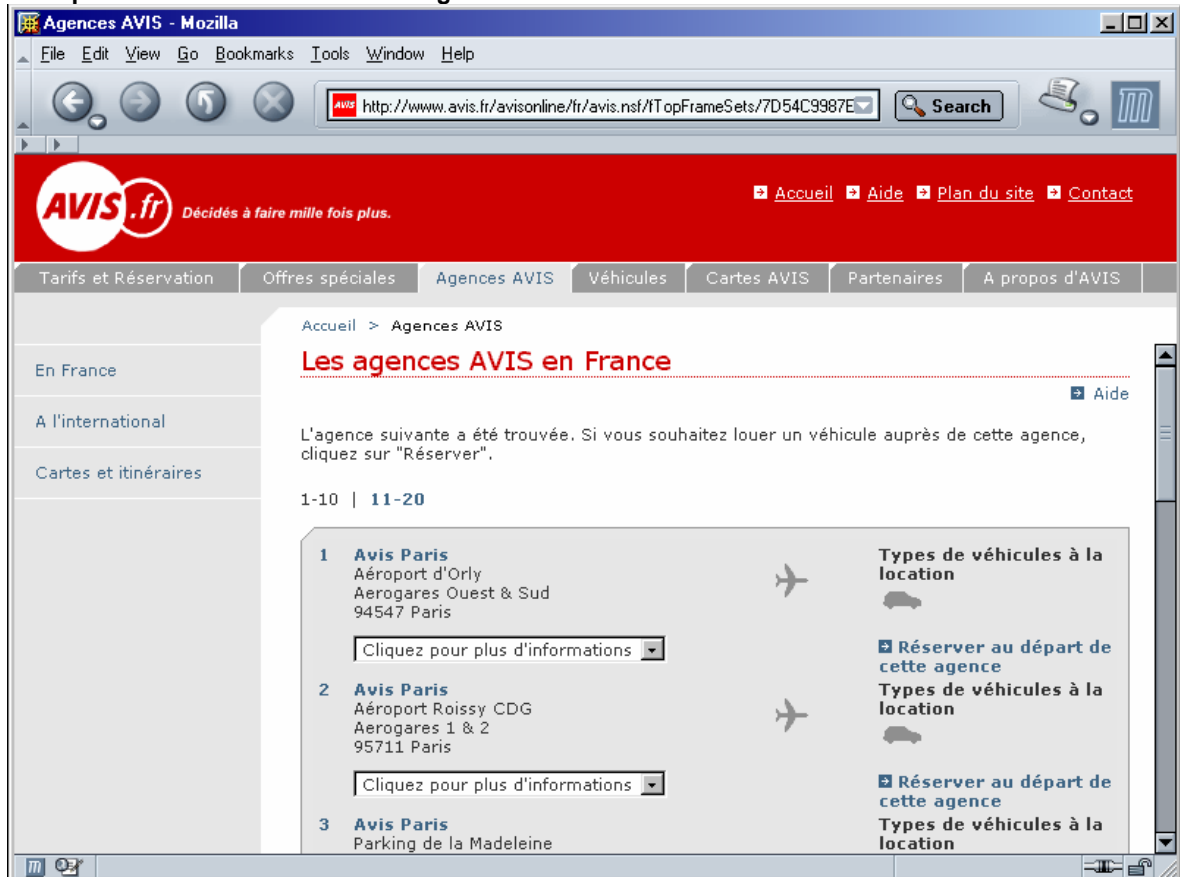 Agences AVIS - Mozilla
File Edit View Go Bookmarks Tools Window Help
AVIS http://www.avis.fr/avisonline/fr/avis.nsf/fTopFrameSets/7D54C9987E Search
AVIS.fr Décidés à faire mille fois plus.
Accueil Aide Plan du site Contact
Tarifs et Réservation Offres spéciales Agences AVIS Véhicules Cartes AVIS Partenaires A propos d'AVIS
Accueil > Agences AVIS
En France
A l'international
Cartes et itinéraires
Les agences AVIS en France
Aide
L'agence suivante a été trouvée. Si vous souhaitez louer un véhicule auprès de cette agence,
cliquez sur "Réserver".
1-10 | 11-20
1 Avis Paris
Aéroport d'Orly
Aerogares Ouest & Sud
94547 Paris
Types de véhicules à la
location
Cliquez pour plus d'informations
Réserver au départ de
cette agence
2 Avis Paris
Aéroport Roissy CDG
Aerogares 1 & 2
95711 Paris
Types de véhicules à la
location
Cliquez pour plus d'informations
Réserver au départ de
cette agence
3 Avis Paris
Parking de la Madeleine
Types de véhicules à la
location